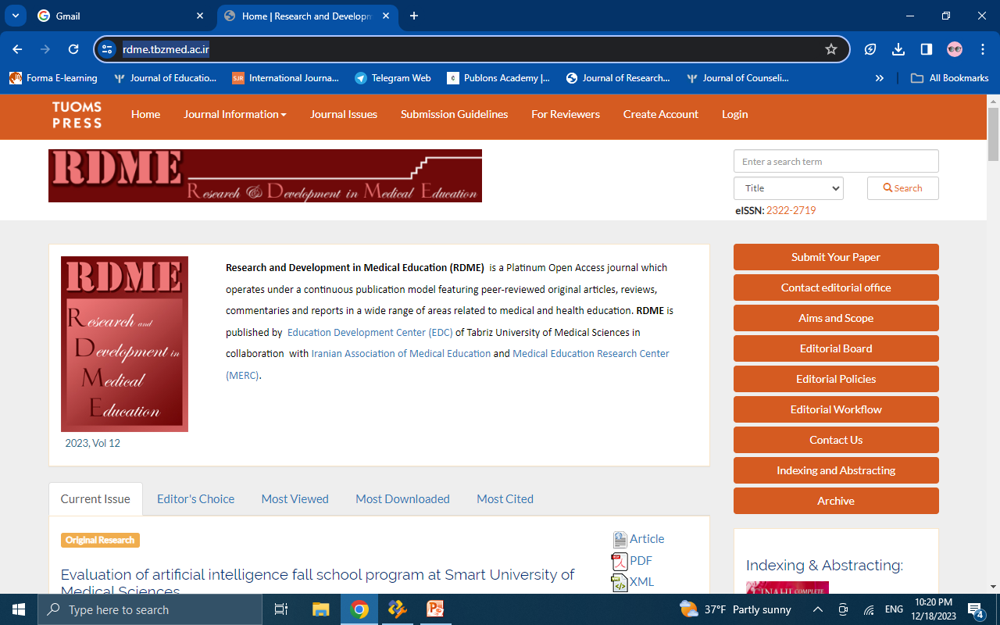 Gmail
Home | Research and Developm
rdme.tbzmed.ac.ir
Forma E-learning
Journal of Educatio...
SJR
International Journa...
Telegram Web
Publons Academy |...
Journal of Research...
Journal of Counseli...
All Bookmarks
TUOMS
PRESS
Home
Journal Information
Journal Issues
Submission Guidelines
For Reviewers
Create Account
Login
RDME
Research & Development in Medical Education
Enter a search term
Title
Search
eISSN: 2322-2719
RDME
Research and
Development in
Medical
Education
2023, Vol 12
Research and Development in Medical Education (RDME) is a Platinum Open Access journal which
operates under a continuous publication model featuring peer-reviewed original articles, reviews,
commentaries and reports in a wide range of areas related to medical and health education. RDME is
published by Education Development Center (EDC) of Tabriz University of Medical Sciences in
collaboration with Iranian Association of Medical Education and Medical Education Research Center
(MERC).
Submit Your Paper
Contact editorial office
Aims and Scope
Editorial Board
Editorial Policies
Editorial Workflow
Contact Us
Indexing and Abstracting
Archive
Current Issue
Editor's Choice
Most Viewed
Most Downloaded
Most Cited
Original Research
Evaluation of artificial intelligence fall school program at Smart University of
Medical Sciences
Article
PDF
XML
Indexing & Abstracting:
Type here to search
37°F Partly sunny
ENG
10:20 PM
12/18/2023
4